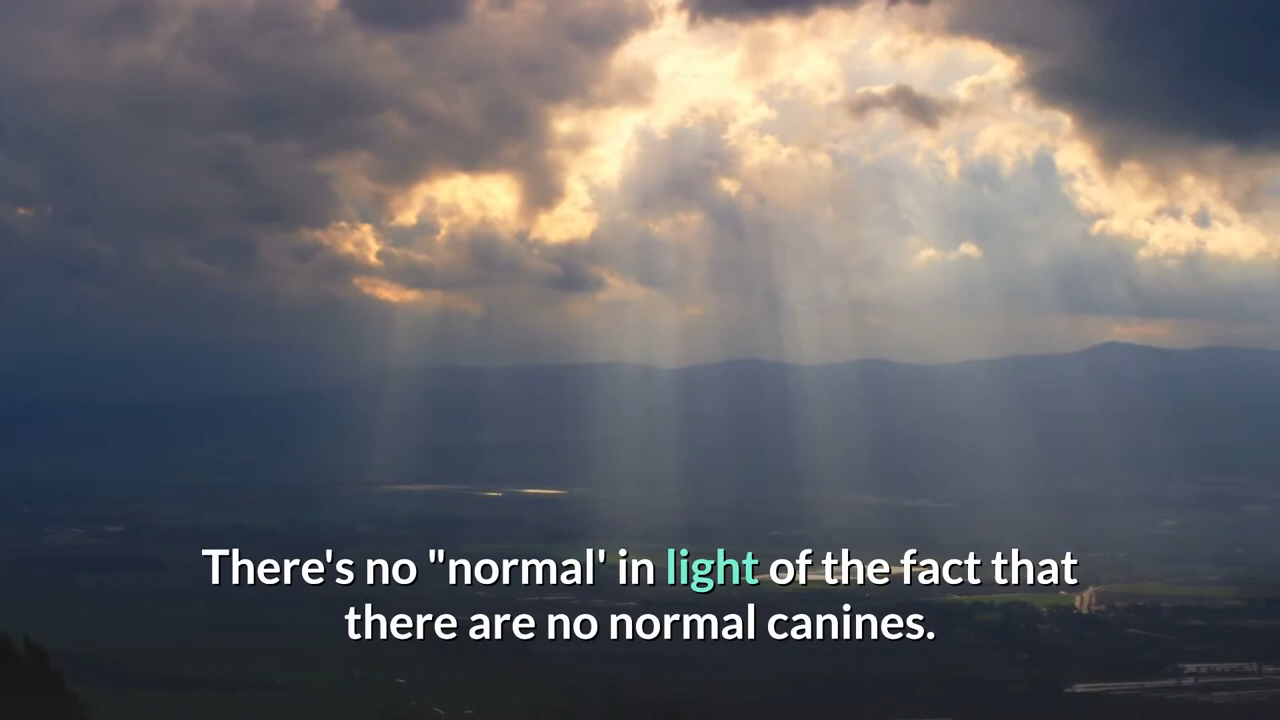 There's no "normal' in light of the fact that
there are no normal canines.